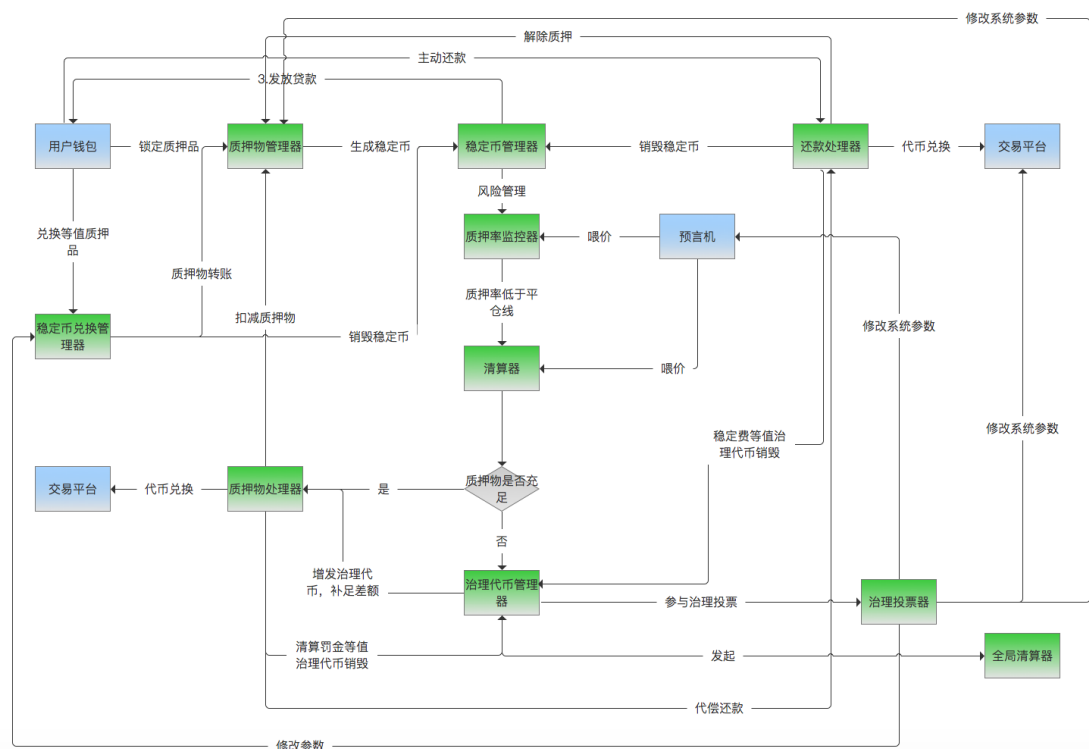 修改系统参数
解除质押
主动还款
3.发放贷款
用户钱包
锁定质押品
质押物管理器
生成稳定币
稳定币管理器
销毁稳定币
还款处理器
代币兑换
交易平台
风险管理
兑换等值质押
品
质押率监控器
喂价
预言机
质押物转账
质押率低于平
仓线
扣减质押物
稳定币兑换管
理器
销毁稳定币
修改系统参数
清算器
喂价
稳定费等值治
理代币销毁
修改系统参数
交易平台
代币兑换
质押物处理器
是
质押物是否充
足
否
增发治理代
币，补足差额
治理代币管理
器
参与治理投票
治理投票器
清算罚金等值
治理代币销毁
发起
全局清算器
代偿还款
修改参数